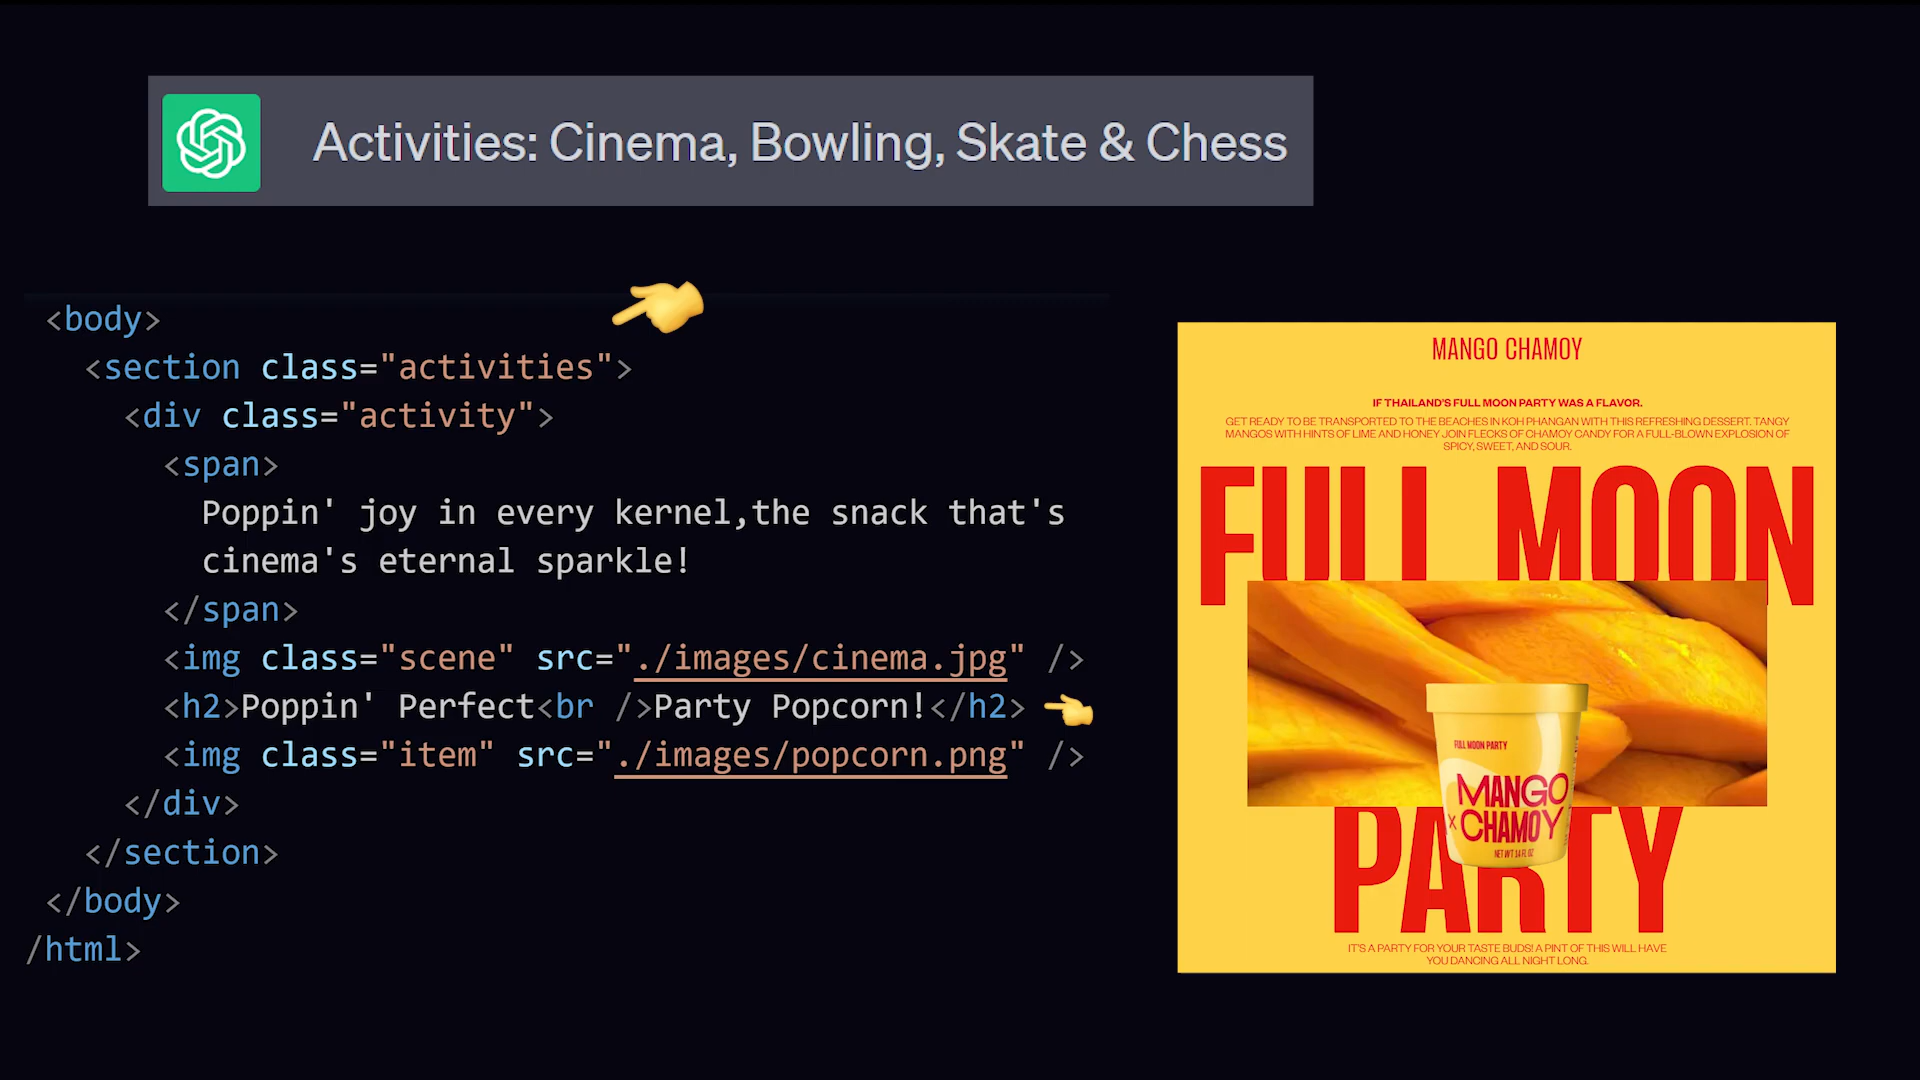 Activities: Cinema, Bowling, Skate & Chess
<body>
<section class="activities">
<div class="activity">
<span>
Poppin' joy in every kernel,the snack that's
cinema's eternal sparkle!
</span>
<img class="scene" src="./images/cinema.jpg" />
<h2>Poppin' Perfect<br />Party Popcorn!</h2>
<img class="item" src="./images/popcorn.png" />
</div>
</section>
</body>
/html>
MANGO CHAMOY
IF THAILAND'S FULL MOON PARTY WAS A FLAVOR.
GET READY TO BE TRANSPORTED TO THE BEACHES IN KOH PHANGAN WITH THIS REFRESHING DESSERT. TANGY
MANGOS WITH HINTS OF LIME AND HONEY JOIN FLECKS OF CHAMOY CANDY FOR A FULL-BLOWN EXPLOSION OF
SPICY, SWEET, AND SOUR.
FULL MOON
FULL MOON PARTY
MANGO
× CHAMOY
NET WT 14 FL OZ
PARTY
IT'S A PARTY FOR YOUR TASTE BUDS! A PINT OF THIS WILL HAVE
YOU DANCING ALL NIGHT LONG.